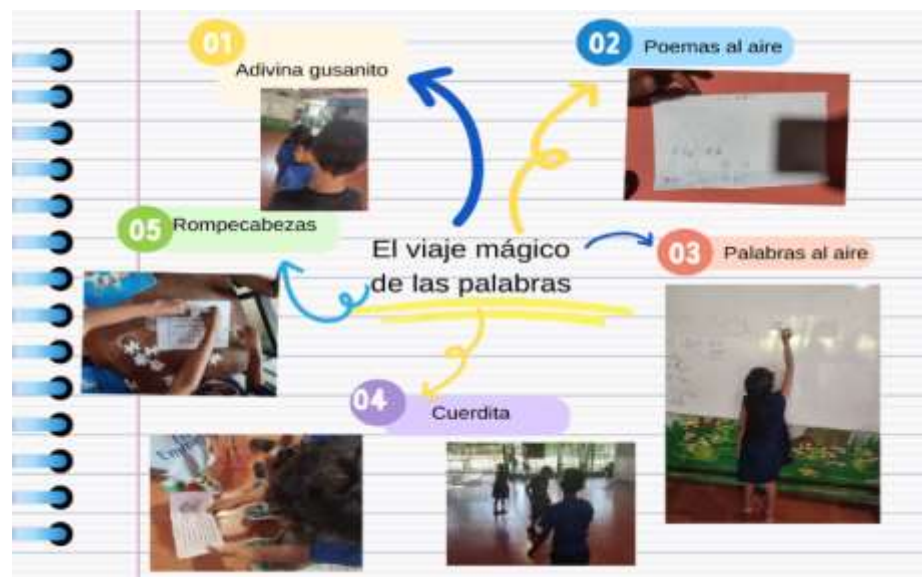 01
Adivina gusanito
02
Poemas al aire
05
Rompecabezas
El viaje mágico
de las palabras
03
Palabras al aire
04
Cuerdita